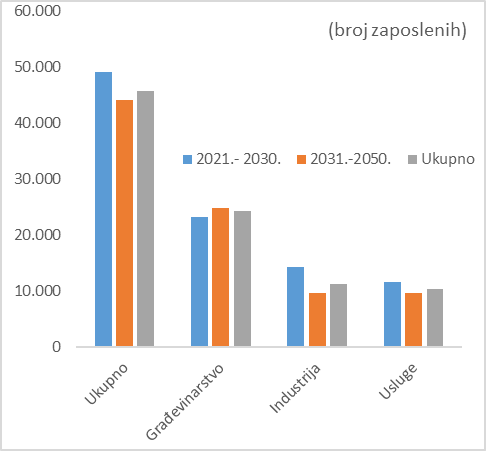 60.000
(broj zaposlenih)
50.000
40.000
2021.- 2030. 2031.-2050. Ukupno
30.000
20.000
10.000
0
Ukupno
Građevinarstvo
Industrija
Usluge